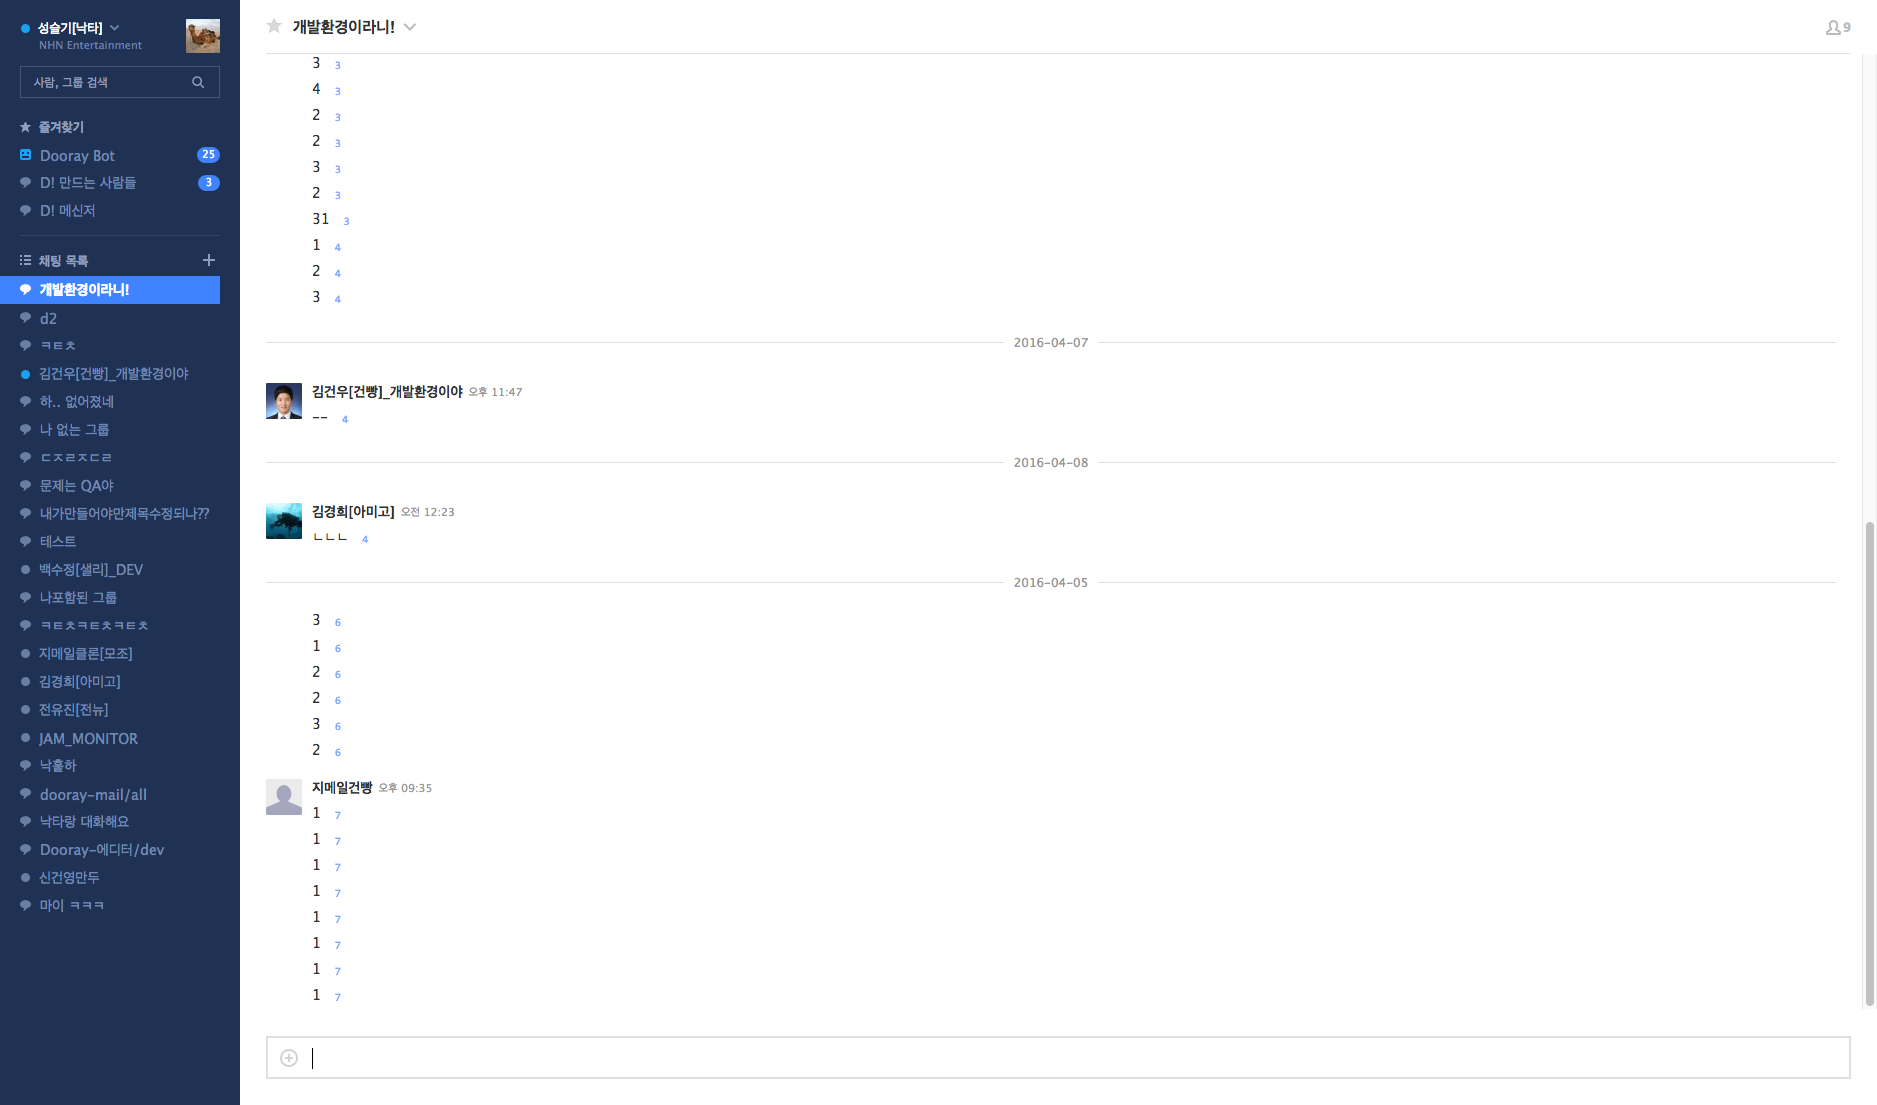 성슬기[낙타]
NHN Entertainment
사람, 그룹 검색
즐겨찾기
Dooray Bot 25
D! 만드는 사람들 3
D! 메신저
채팅 목록
개발환경이라니!
d2
ㅋㅌㅊ
김건우[건빵]_개발환경이야
하.. 없어졌네
나 없는 그룹
ㄷㅈㄹㅈㄷㄹ
문제는 QA야
내가만들어야만제목수정되나??
테스트
백수정[샐리]_DEV
나포함된 그룹
ㅋㅌㅊㅋㅌㅊㅋㅌㅊ
지메일클론[모조]
김경희[아미고]
전유진[전뉴]
JAM_MONITOR
낙홑하
dooray-mail/all
낙타랑 대화해요
Dooray-에디터/dev
신건영만두
마이 ㅋㅋㅋ
개발환경이라니! 9
3 3
4 3
2 3
2 3
3 3
2 3
31 3
1 4
2 4
3 4
2016-04-07
김건우[건빵]_개발환경이야 오후 11:47
-- 4
2016-04-08
김경희[아미고] 오전 12:23
ㄴㄴㄴ 4
2016-04-05
3 6
1 6
2 6
2 6
3 6
2 6
지메일건빵 오후 09:35
1 7
1 7
1 7
1 7
1 7
1 7
1 7
1 7